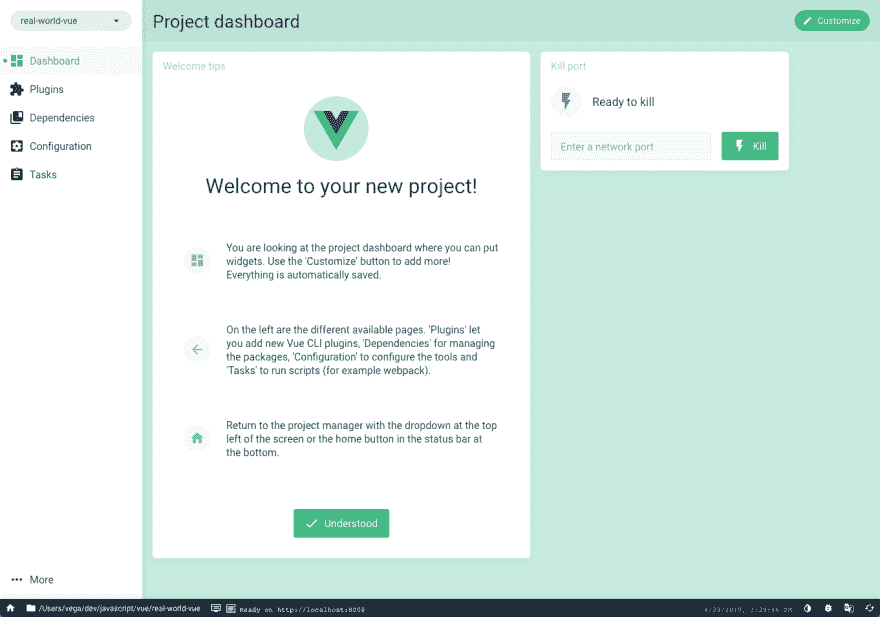 real-world-vue
Project dashboard
Customize
Dashboard
Plugins
Dependencies
Configuration
Tasks
More
Welcome tips
Welcome to your new project!
You are looking at the project dashboard where you can put
widgets. Use the 'Customize' button to add more!
Everything is automatically saved.
On the left are the different available pages. 'Plugins' let
you add new Vue CLI plugins, 'Dependencies' for managing
the packages, 'Configuration' to configure the tools and
'Tasks' to run scripts (for example webpack).
Return to the project manager with the dropdown at the top
left of the screen or the home button in the status bar at
the bottom.
Understood
Kill port
Ready to kill
Enter a network port
Kill
/Users/vega/dev/javascript/vue/real-world-vue
Ready on http://localhost:8000